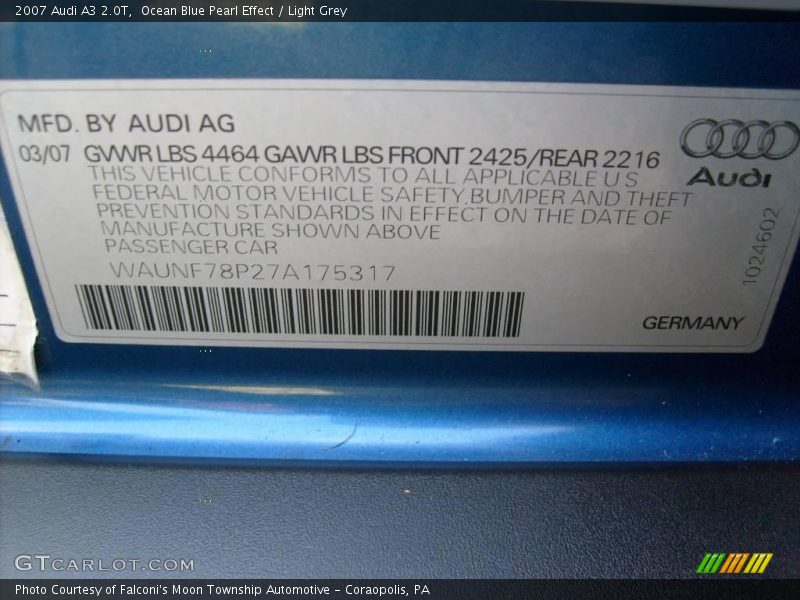 2007 Audi A3 2.0T, Ocean Blue Pearl Effect / Light Grey
MFD. BY AUDI AG
03/07 GVWR LBS 4464 GAWR LBS FRONT 2425/REAR 2216
THIS VEHICLE CONFORMS TO ALL APPLICABLE U S
FEDERAL MOTOR VEHICLE SAFETY,BUMPER AND THEFT
PREVENTION STANDARDS IN EFFECT ON THE DATE OF
MANUFACTURE SHOWN ABOVE
PASSENGER CAR
WAUNF78P27A175317
Audi
1024602
GERMANY
GTCARLOT.COM
Photo Courtesy of Falconi's Moon Township Automotive – Coraopolis, PA